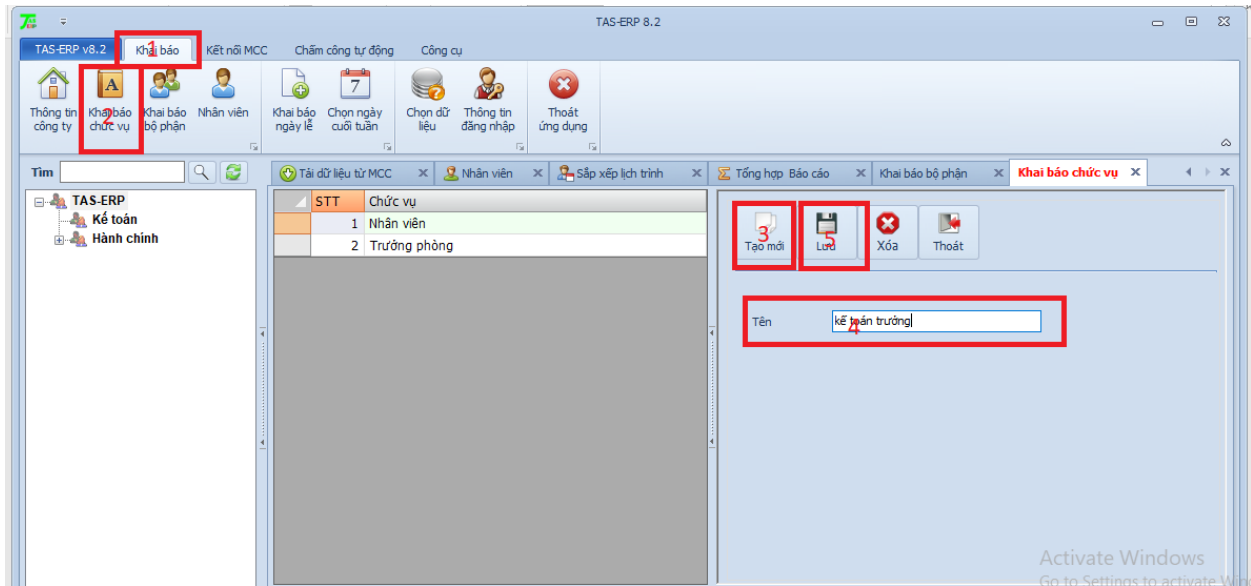 TAS-ERP 8.2
TAS-ERP v8.2 Khai báo Kết nối MCC Chấm công tự động Công cụ
1
Thông tin công ty
Khai báo chức vụ
2
Khai báo bộ phận
Nhân viên
Khai báo ngày lễ
7
Chọn ngày cuối tuần
Chọn dữ liệu
Thông tin đăng nhập
Thoát ứng dụng
Tìm
Tải dữ liệu từ MCC Nhân viên Sắp xếp lịch trình Tổng hợp Báo cáo Khai báo bộ phận Khai báo chức vụ
TAS-ERP
Kế toán
Hành chính
STT Chức vụ
1 Nhân viên
2 Trưởng phòng
3 5
Tạo mới Lưu Xóa Thoát
Tên kế toán trưởng
4
Activate Windows
Go to Settings to activate Win